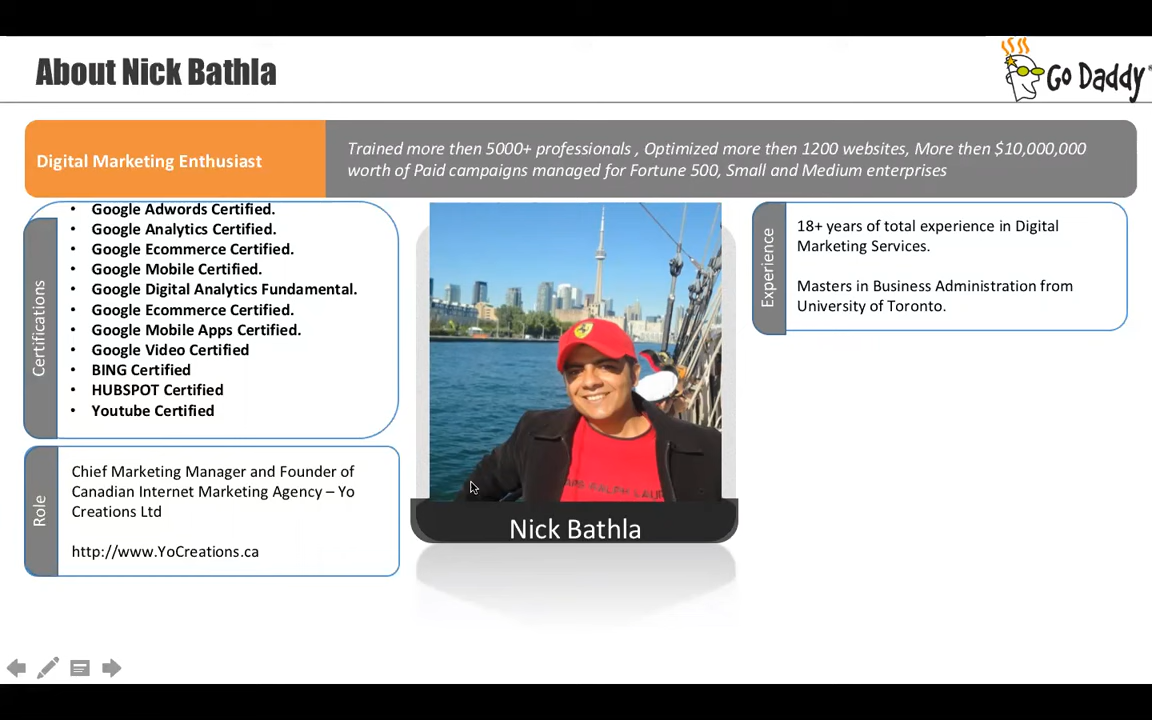 About Nick Bathla
Go Daddy
Digital Marketing Enthusiast
Trained more then 5000+ professionals , Optimized more then 1200 websites, More then $10,000,000
worth of Paid campaigns managed for Fortune 500, Small and Medium enterprises
Certifications
• Google Adwords Certified.
• Google Analytics Certified.
• Google Ecommerce Certified.
• Google Mobile Certified.
• Google Digital Analytics Fundamental.
• Google Ecommerce Certified.
• Google Mobile Apps Certified.
• Google Video Certified
• BING Certified
• HUBSPOT Certified
• Youtube Certified
Role
Chief Marketing Manager and Founder of
Canadian Internet Marketing Agency – Yo
Creations Ltd
http://www.YoCreations.ca
Nick Bathla
Experience
18+ years of total experience in Digital
Marketing Services.
Masters in Business Administration from
University of Toronto.